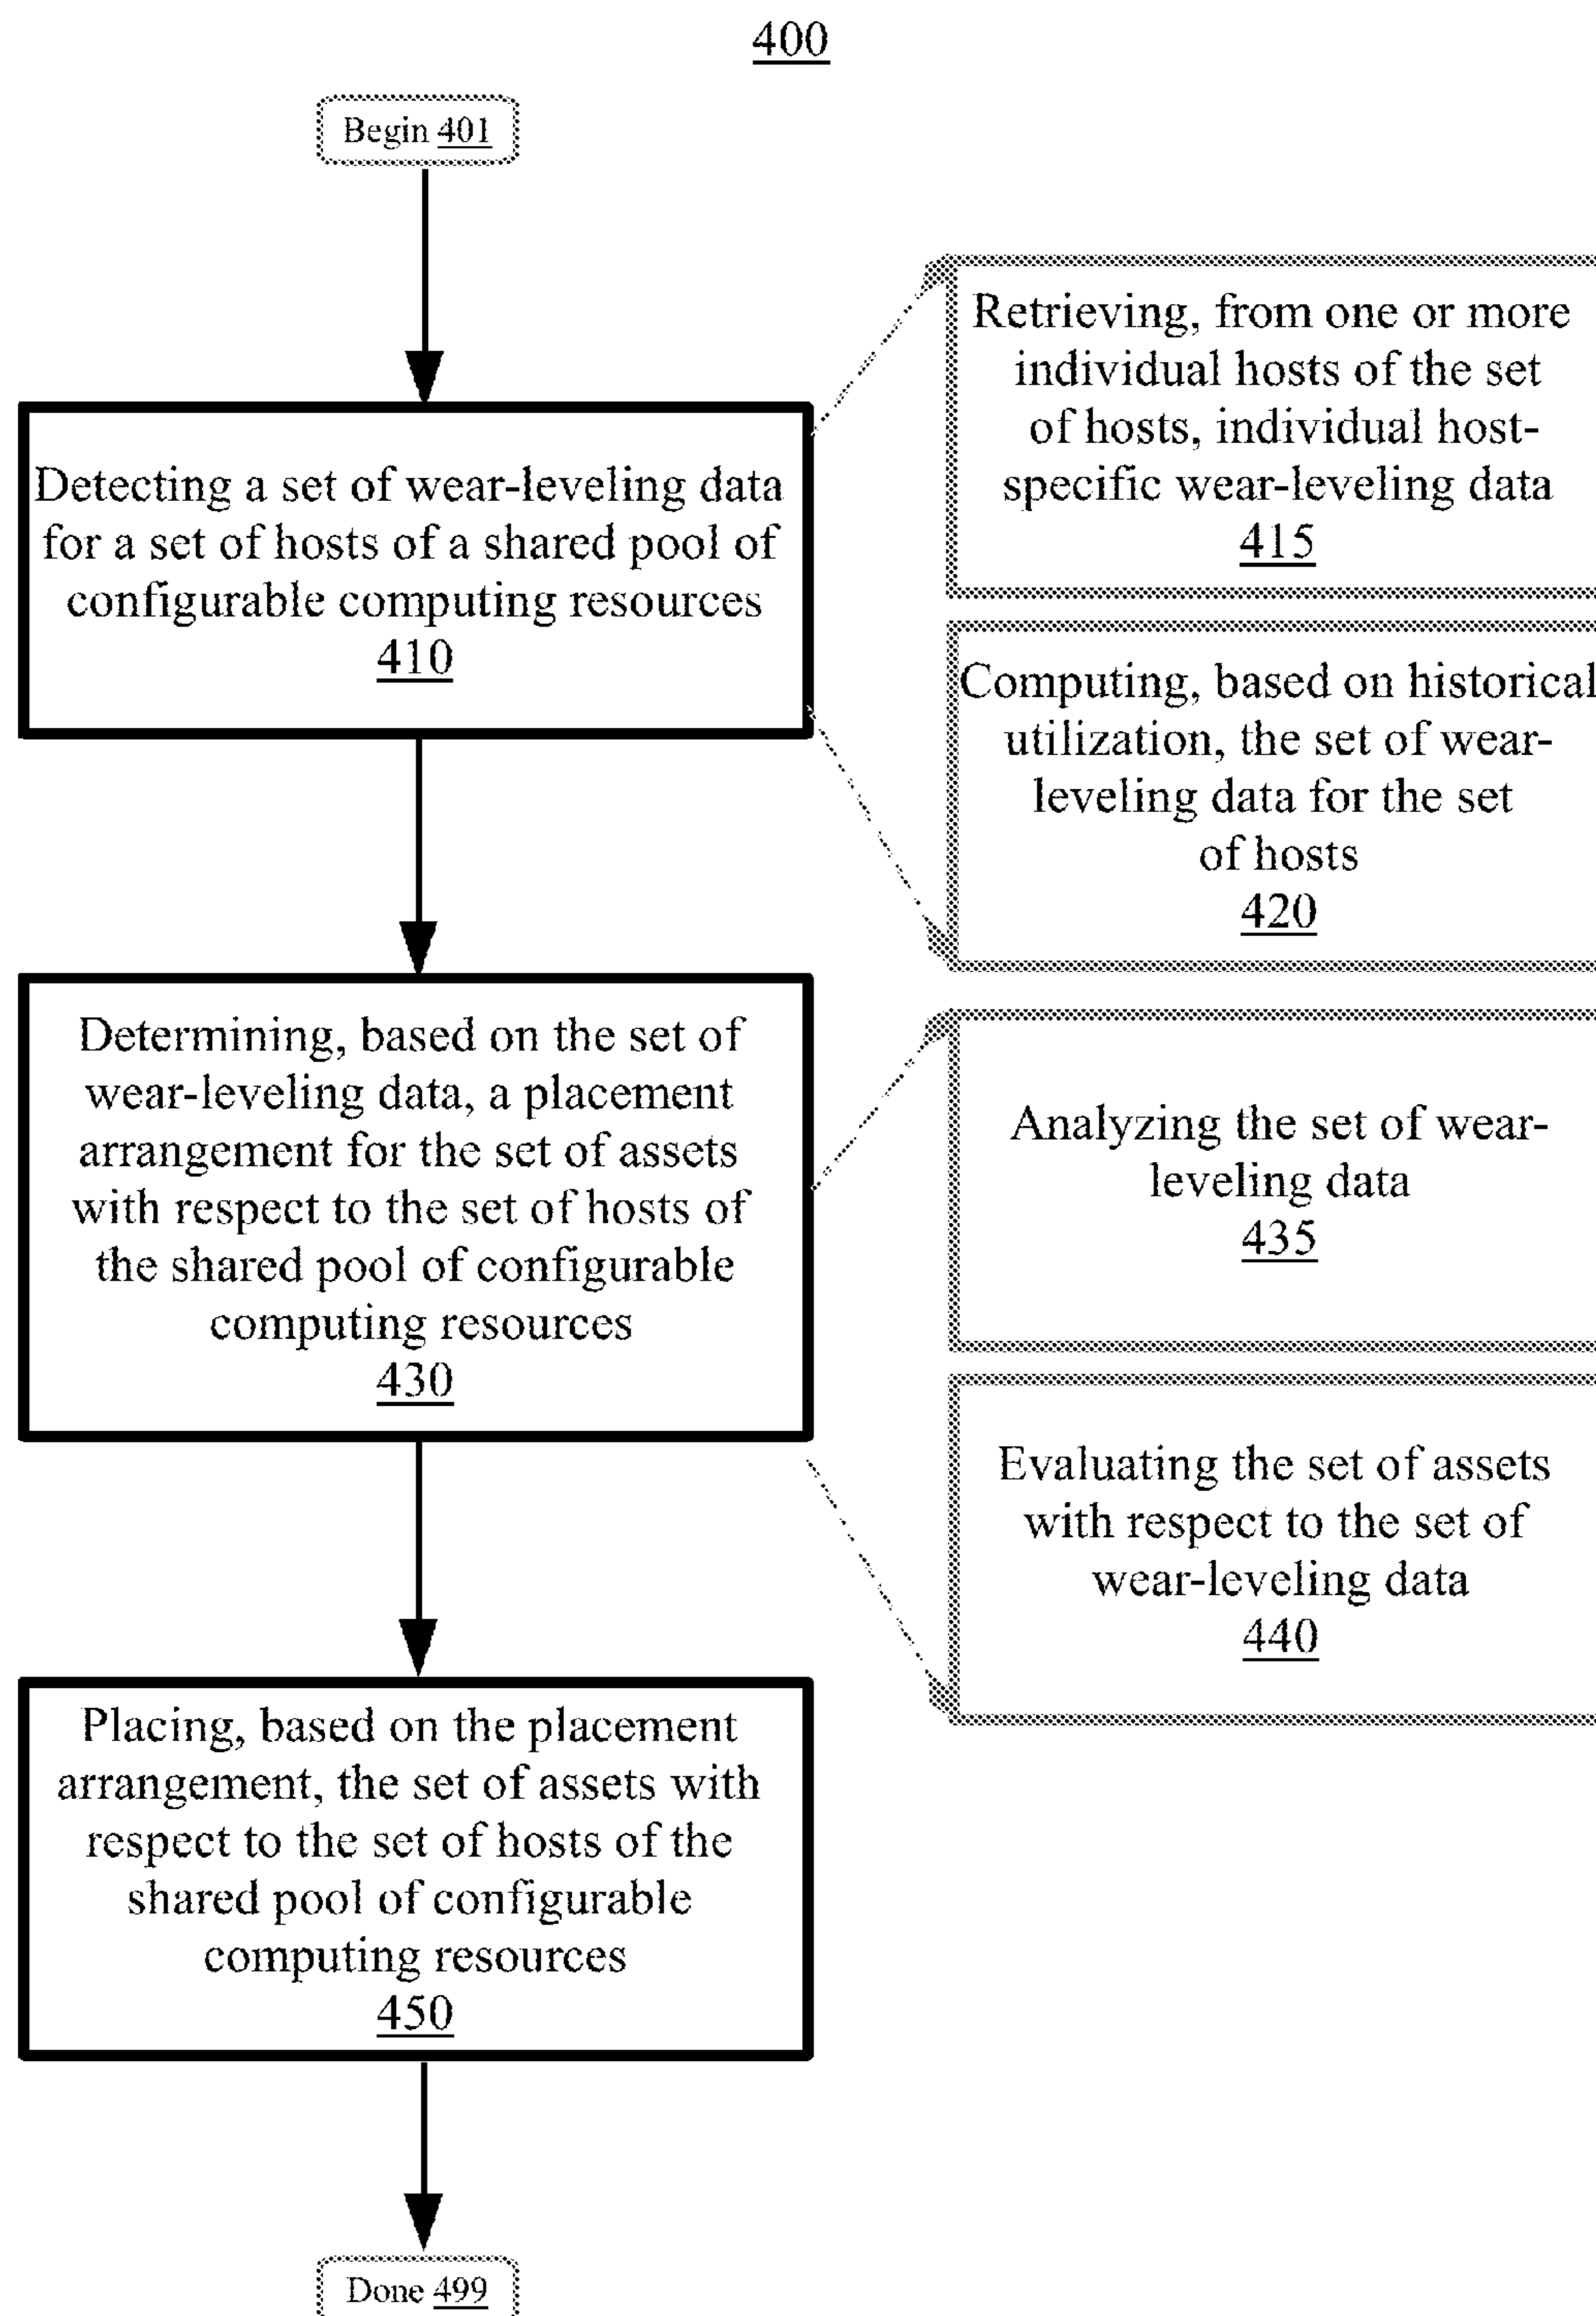 400
Begin 401
Detecting a set of wear-leveling data
for a set of hosts of a shared pool of
configurable computing resources
410
Retrieving, from one or more
individual hosts of the set
of hosts, individual host-
specific wear-leveling data
415
Computing, based on historical
utilization, the set of wear-
leveling data for the set
of hosts
420
Determining, based on the set of
wear-leveling data, a placement
arrangement for the set of assets
with respect to the set of hosts of
the shared pool of configurable
computing resources
430
Analyzing the set of wear-
leveling data
435
Evaluating the set of assets
with respect to the set of
wear-leveling data
440
Placing, based on the placement
arrangement, the set of assets with
respect to the set of hosts of the
shared pool of configurable
computing resources
450
Done 499